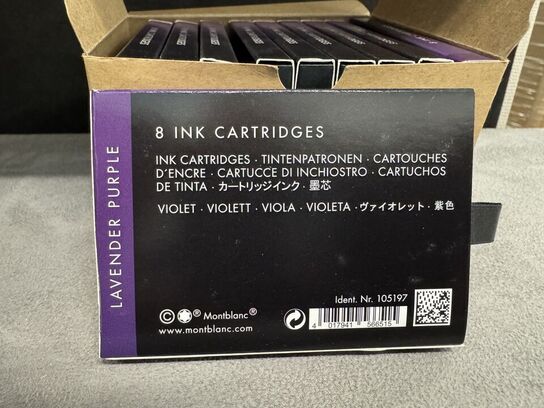 8 INK CARTRIDGES
INK CARTRIDGES · TINTENPATRONEN · CARTOUCHES
D'ENCRE · CARTUCCE DI INCHIOSTRO · CARTUCHOS
DE TINTA · カートリッジインク · 墨芯
VIOLET · VIOLETT · VIOLA · VIOLETA · ヴァイオレット · 紫色
LAVENDER PURPLE
Ident. Nr. 105197
© ® Montblanc
www.montblanc.com
4 017941 566515